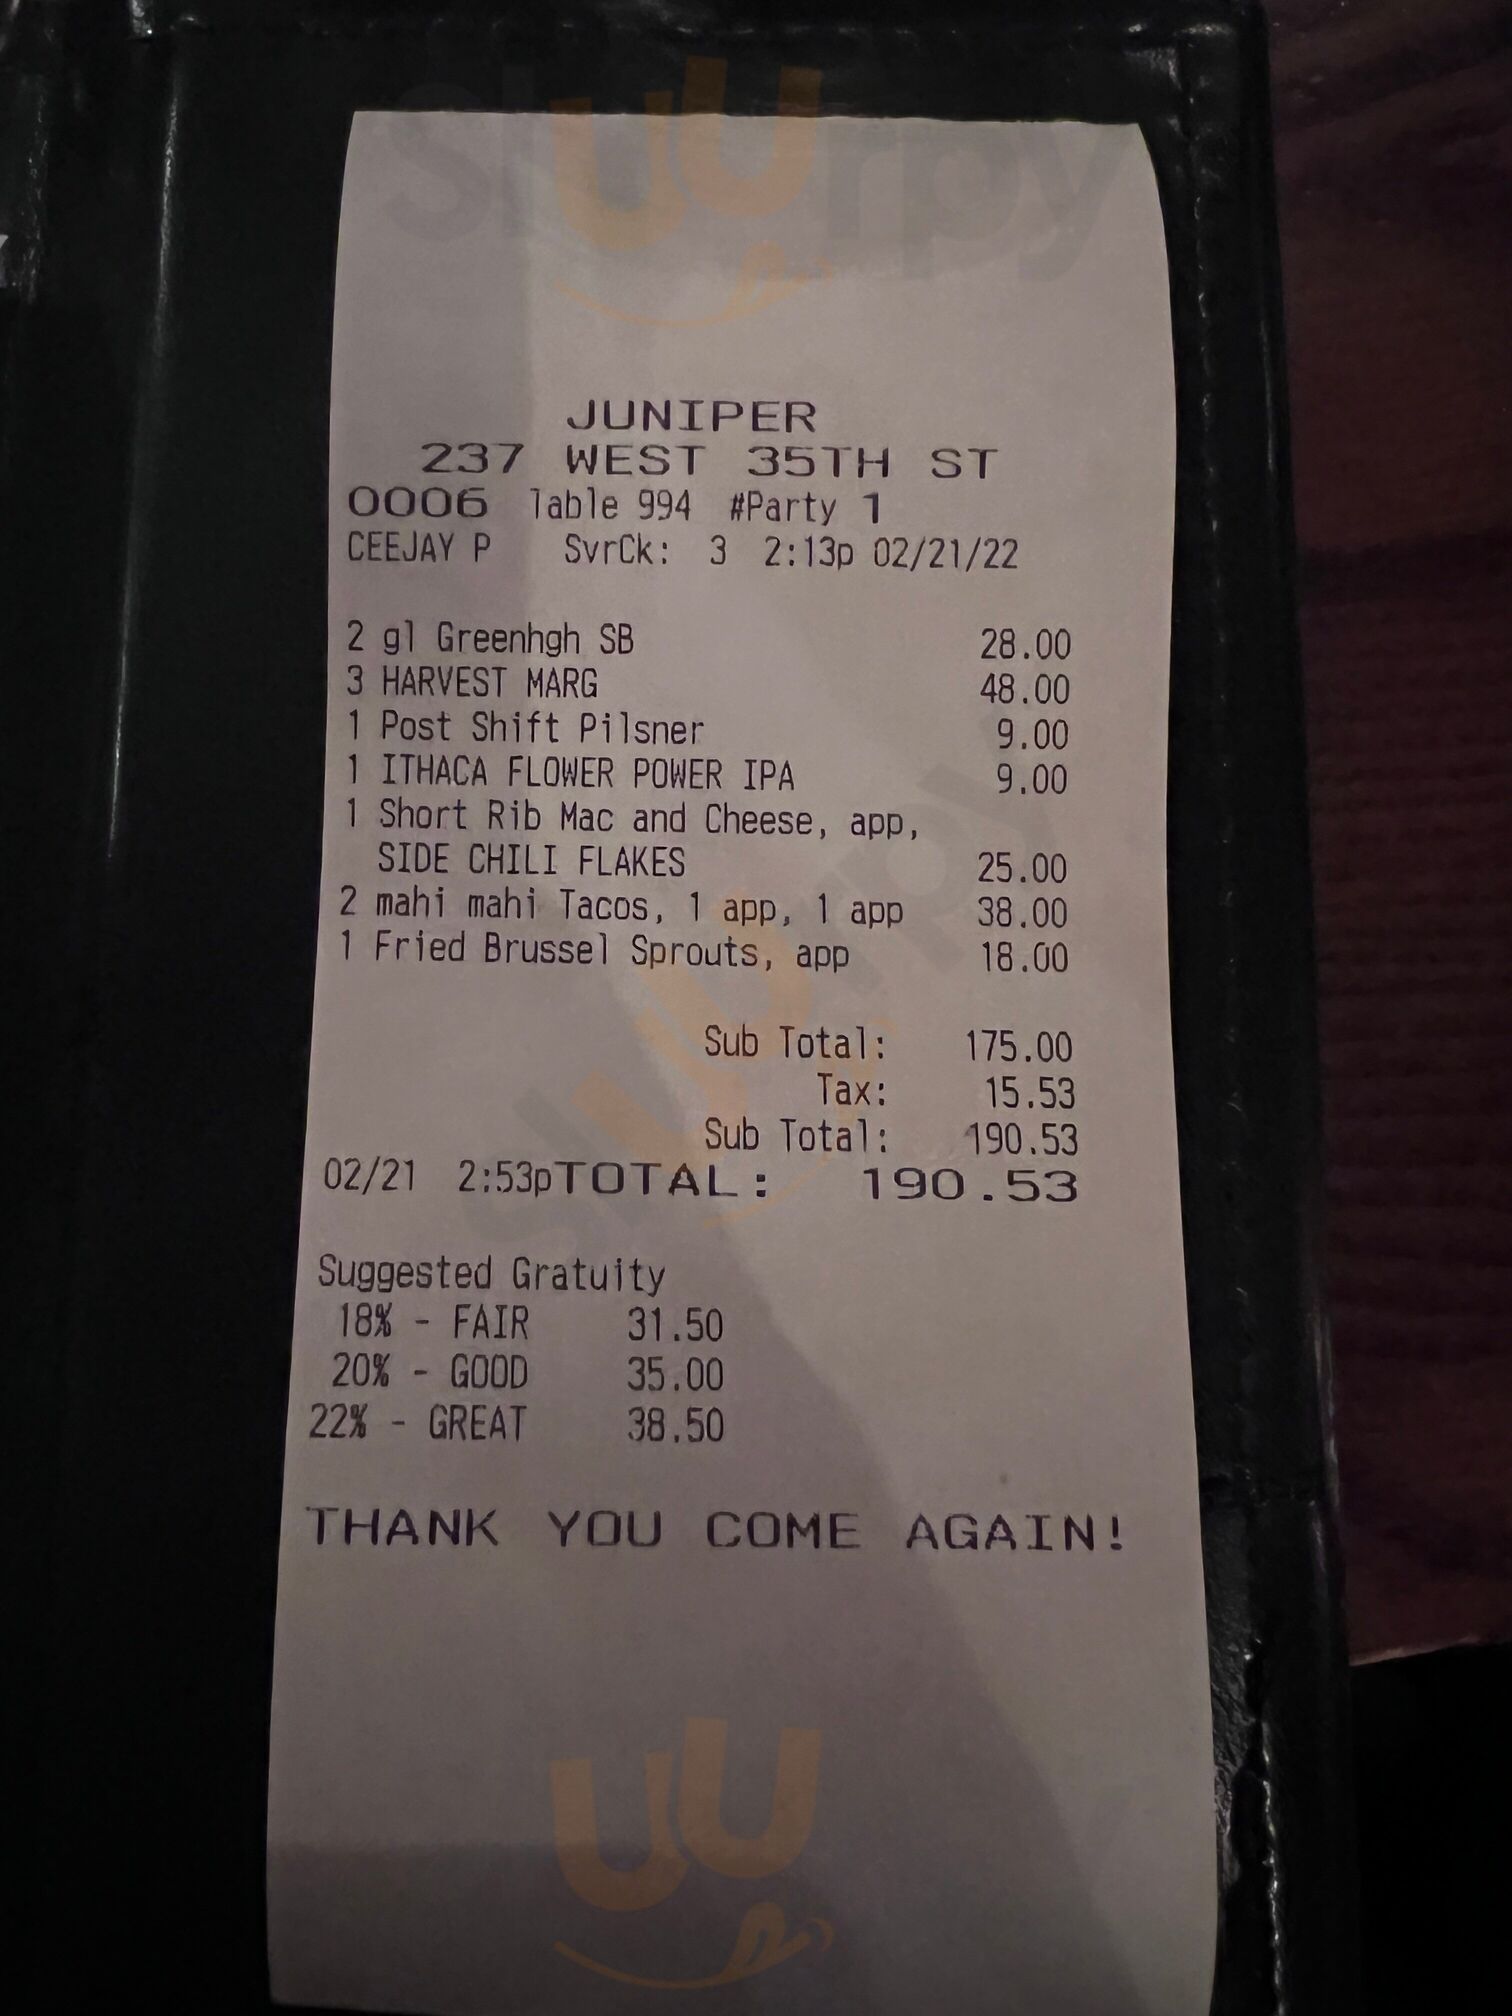 Sluurpy
JUNIPER
237 WEST 35TH ST
0006 Table 994 #Party 1
CEEJAY P SvrCk: 3 2:13p 02/21/22
2 gl Greenhgh SB 28.00
3 HARVEST MARG 48.00
1 Post Shift Pilsner 9.00
1 ITHACA FLOWER POWER IPA 9.00
1 Short Rib Mac and Cheese, app,
SIDE CHILI FLAKES 25.00
2 mahi mahi Tacos, 1 app, 1 app 38.00
1 Fried Brussel Sprouts, app 18.00
Sluurpy
Sub Total: 175.00
Tax: 15.53
Sub Total: 190.53
02/21 2:53pTOTAL: 190.53
Suggested Gratuity
18% - FAIR 31.50
20% - GOOD 35.00
22% - GREAT 38.50
THANK YOU COME AGAIN!
uu